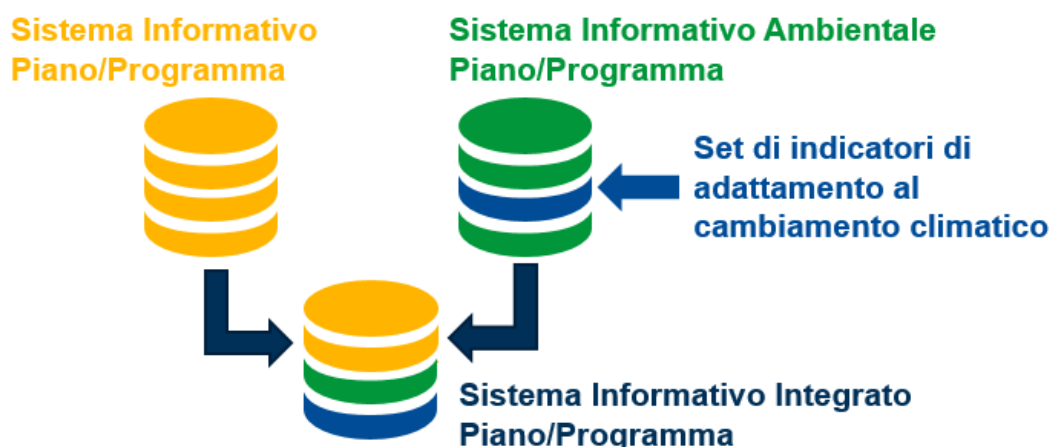 Sistema Informativo
Piano/Programma
Sistema Informativo Ambientale
Piano/Programma
Set di indicatori di
adattamento al
cambiamento climatico
Sistema Informativo Integrato
Piano/Programma